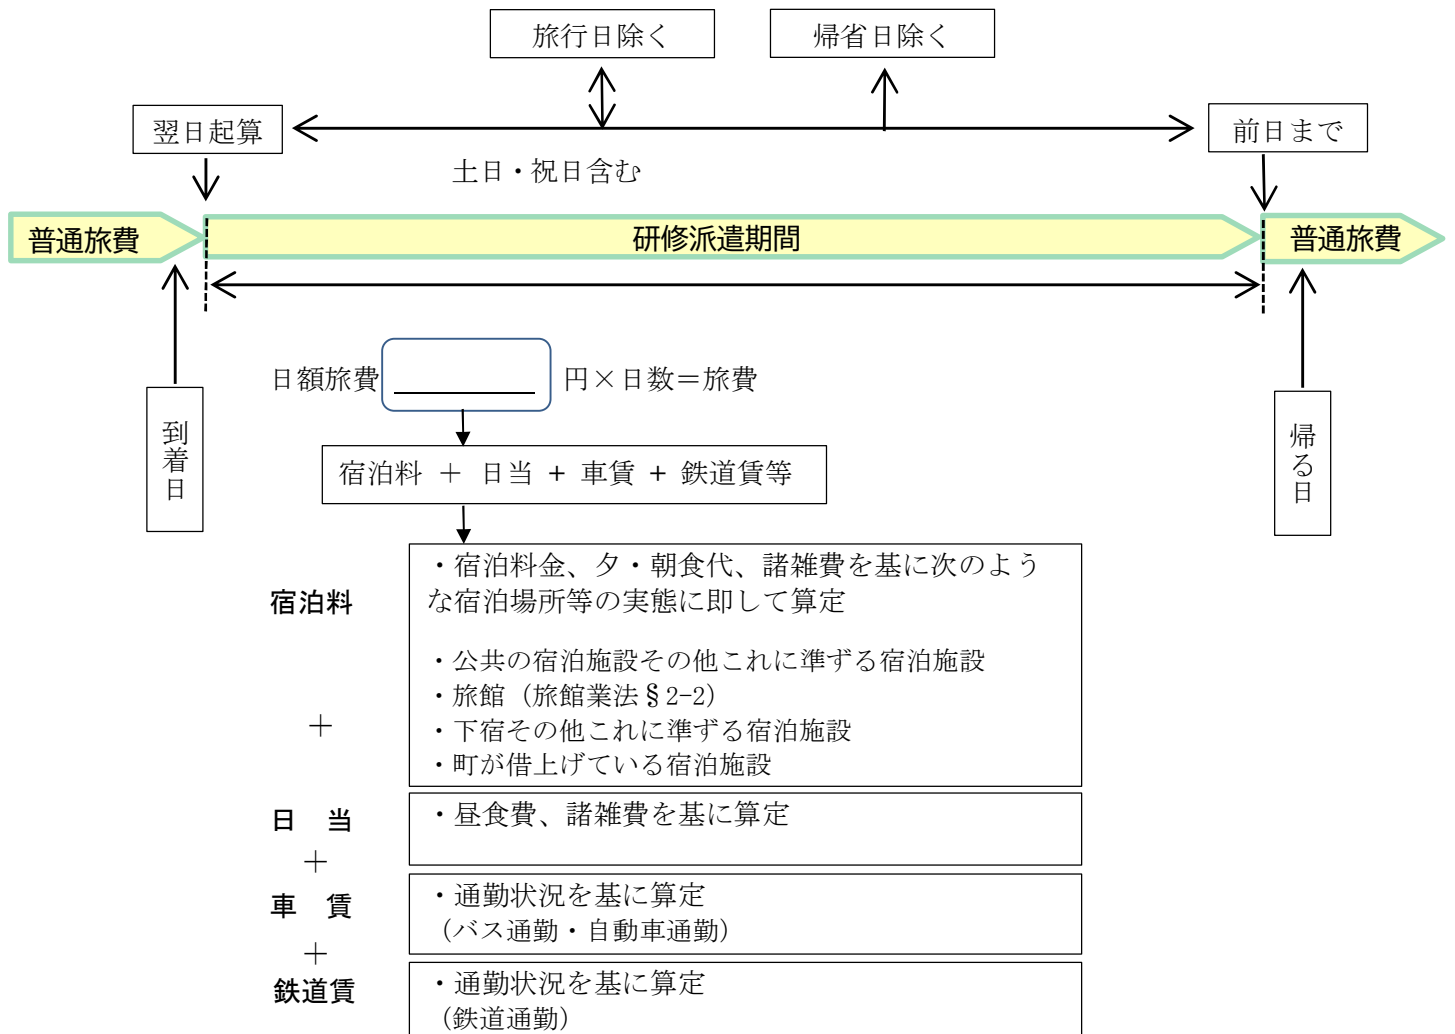 旅行日除く
帰省日除く
翌日起算
前日まで
土日・祝日含む
普通旅費
研修派遣期間
普通旅費
日額旅費
円×日数＝旅費
到着日
帰る日
宿泊料 ＋ 日当 + 車賃 + 鉄道賃等
宿泊料
・宿泊料金、夕・朝食代、諸雑費を基に次のよう
な宿泊場所等の実態に即して算定
・公共の宿泊施設その他これに準ずる宿泊施設
・旅館（旅館業法§2-2）
・下宿その他これに準ずる宿泊施設
・町が借上げている宿泊施設
＋
日　当
・昼食費、諸雑費を基に算定
＋
車　賃
・通勤状況を基に算定
（バス通勤・自動車通勤）
＋
鉄道賃
・通勤状況を基に算定
（鉄道通勤）